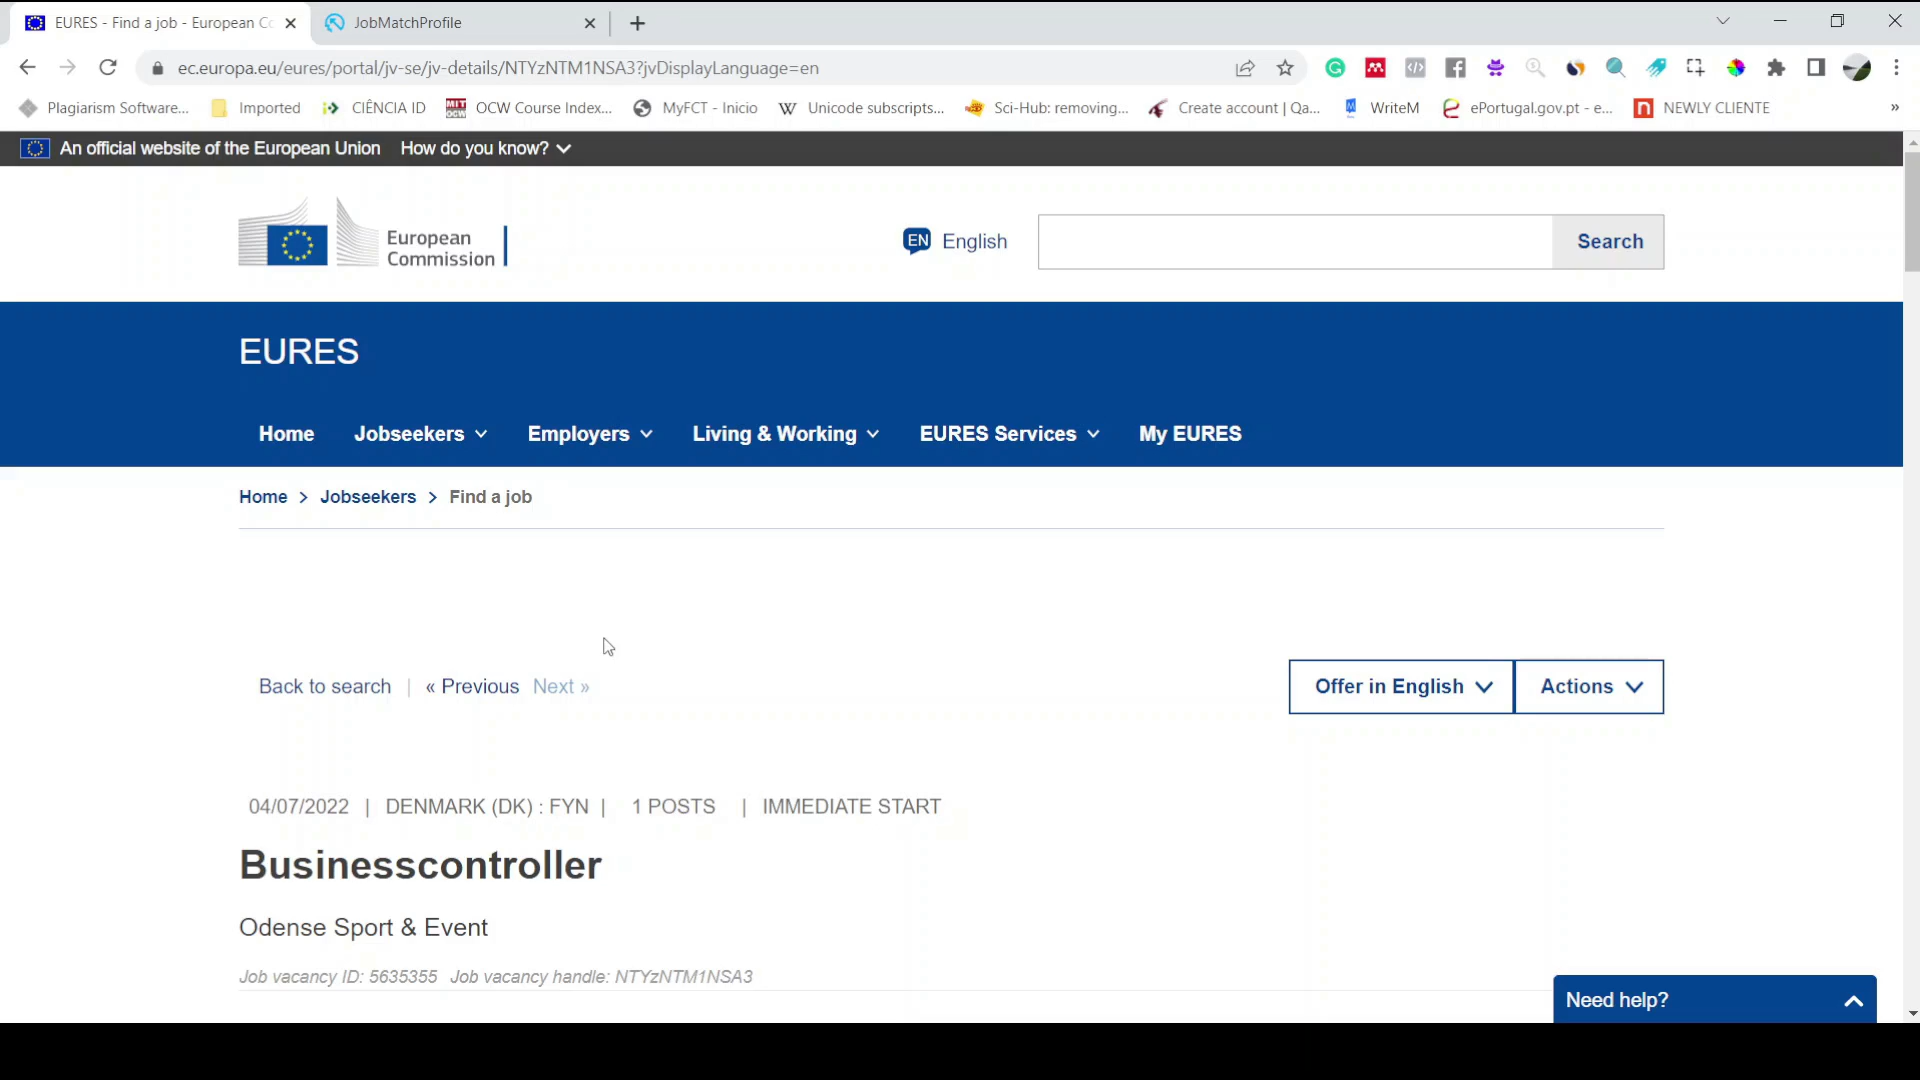 EURES - Find a job - European Co
JobMatchProfile
ec.europa.eu/eures/portal/jv-se/jv-details/NTYzNTM1NSA3?jvDisplayLanguage=en
Plagiarism Software...
Imported
CIÊNCIA ID
MIT OCW
OCW Course Index...
MyFCT - Inicio
W
Unicode subscripts...
Sci-Hub: removing...
Create account | Qa...
WriteM
ePortugal.gov.pt - e...
n
NEWLY CLIENTE
»
An official website of the European Union How do you know?
European
Commission
EN English
Search
EURES
Home Jobseekers Employers Living & Working EURES Services My EURES
Home > Jobseekers > Find a job
Back to search | « Previous Next »
Offer in English Actions
04/07/2022 | DENMARK (DK) : FYN | 1 POSTS | IMMEDIATE START
Businesscontroller
Odense Sport & Event
Job vacancy ID: 5635355 Job vacancy handle: NTYzNTM1NSA3
Need help?